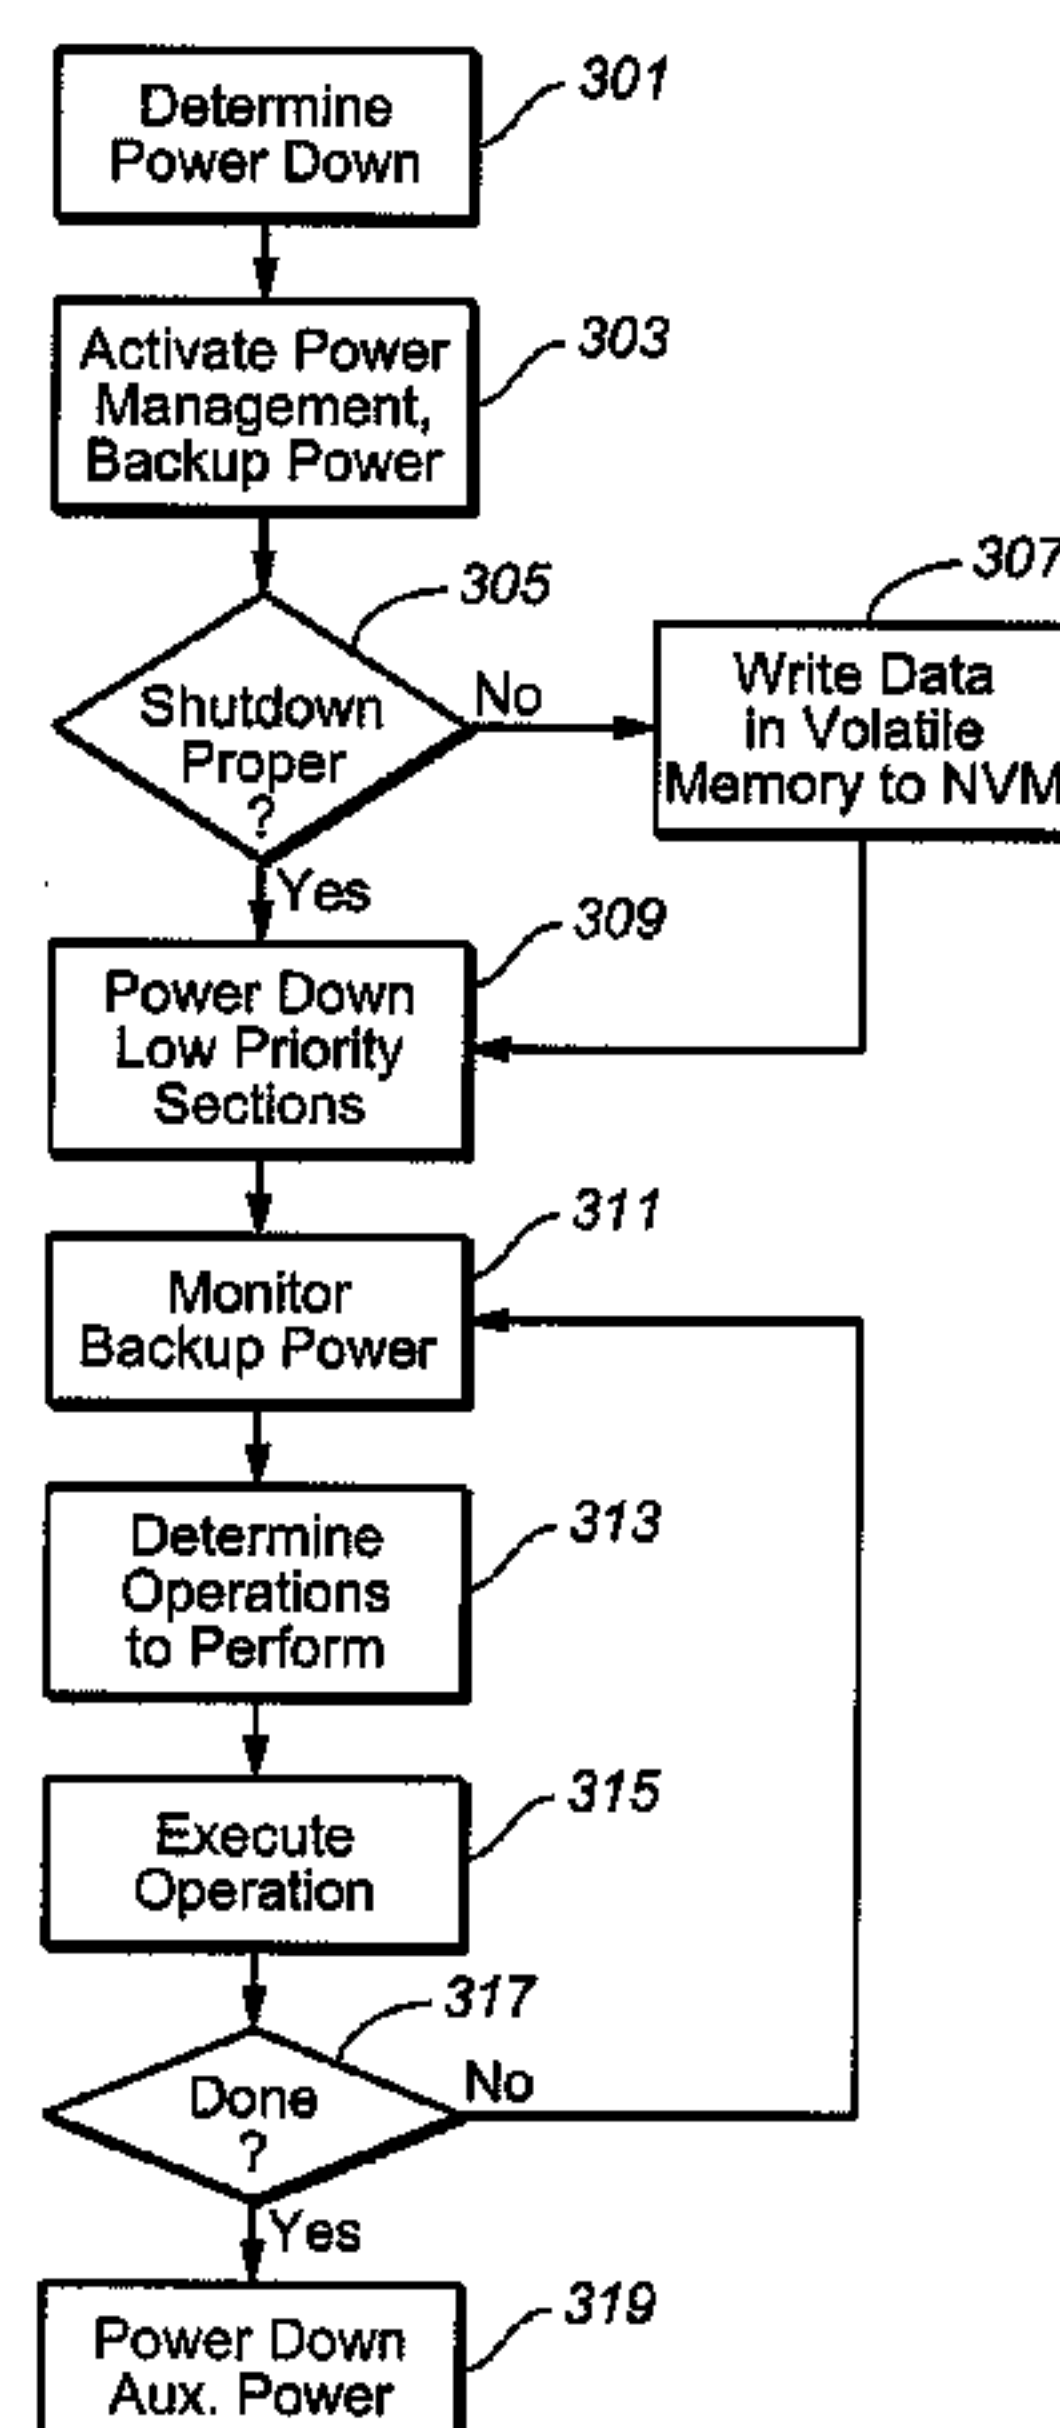 301
Determine
Power Down
303
Activate Power
Management,
Backup Power
305
Shutdown
Proper
?
No
Yes
307
Write Data
in Volatile
Memory to NVM
309
Power Down
Low Priority
Sections
311
Monitor
Backup Power
313
Determine
Operations
to Perform
315
Execute
Operation
317
Done
?
No
Yes
319
Power Down
Aux. Power